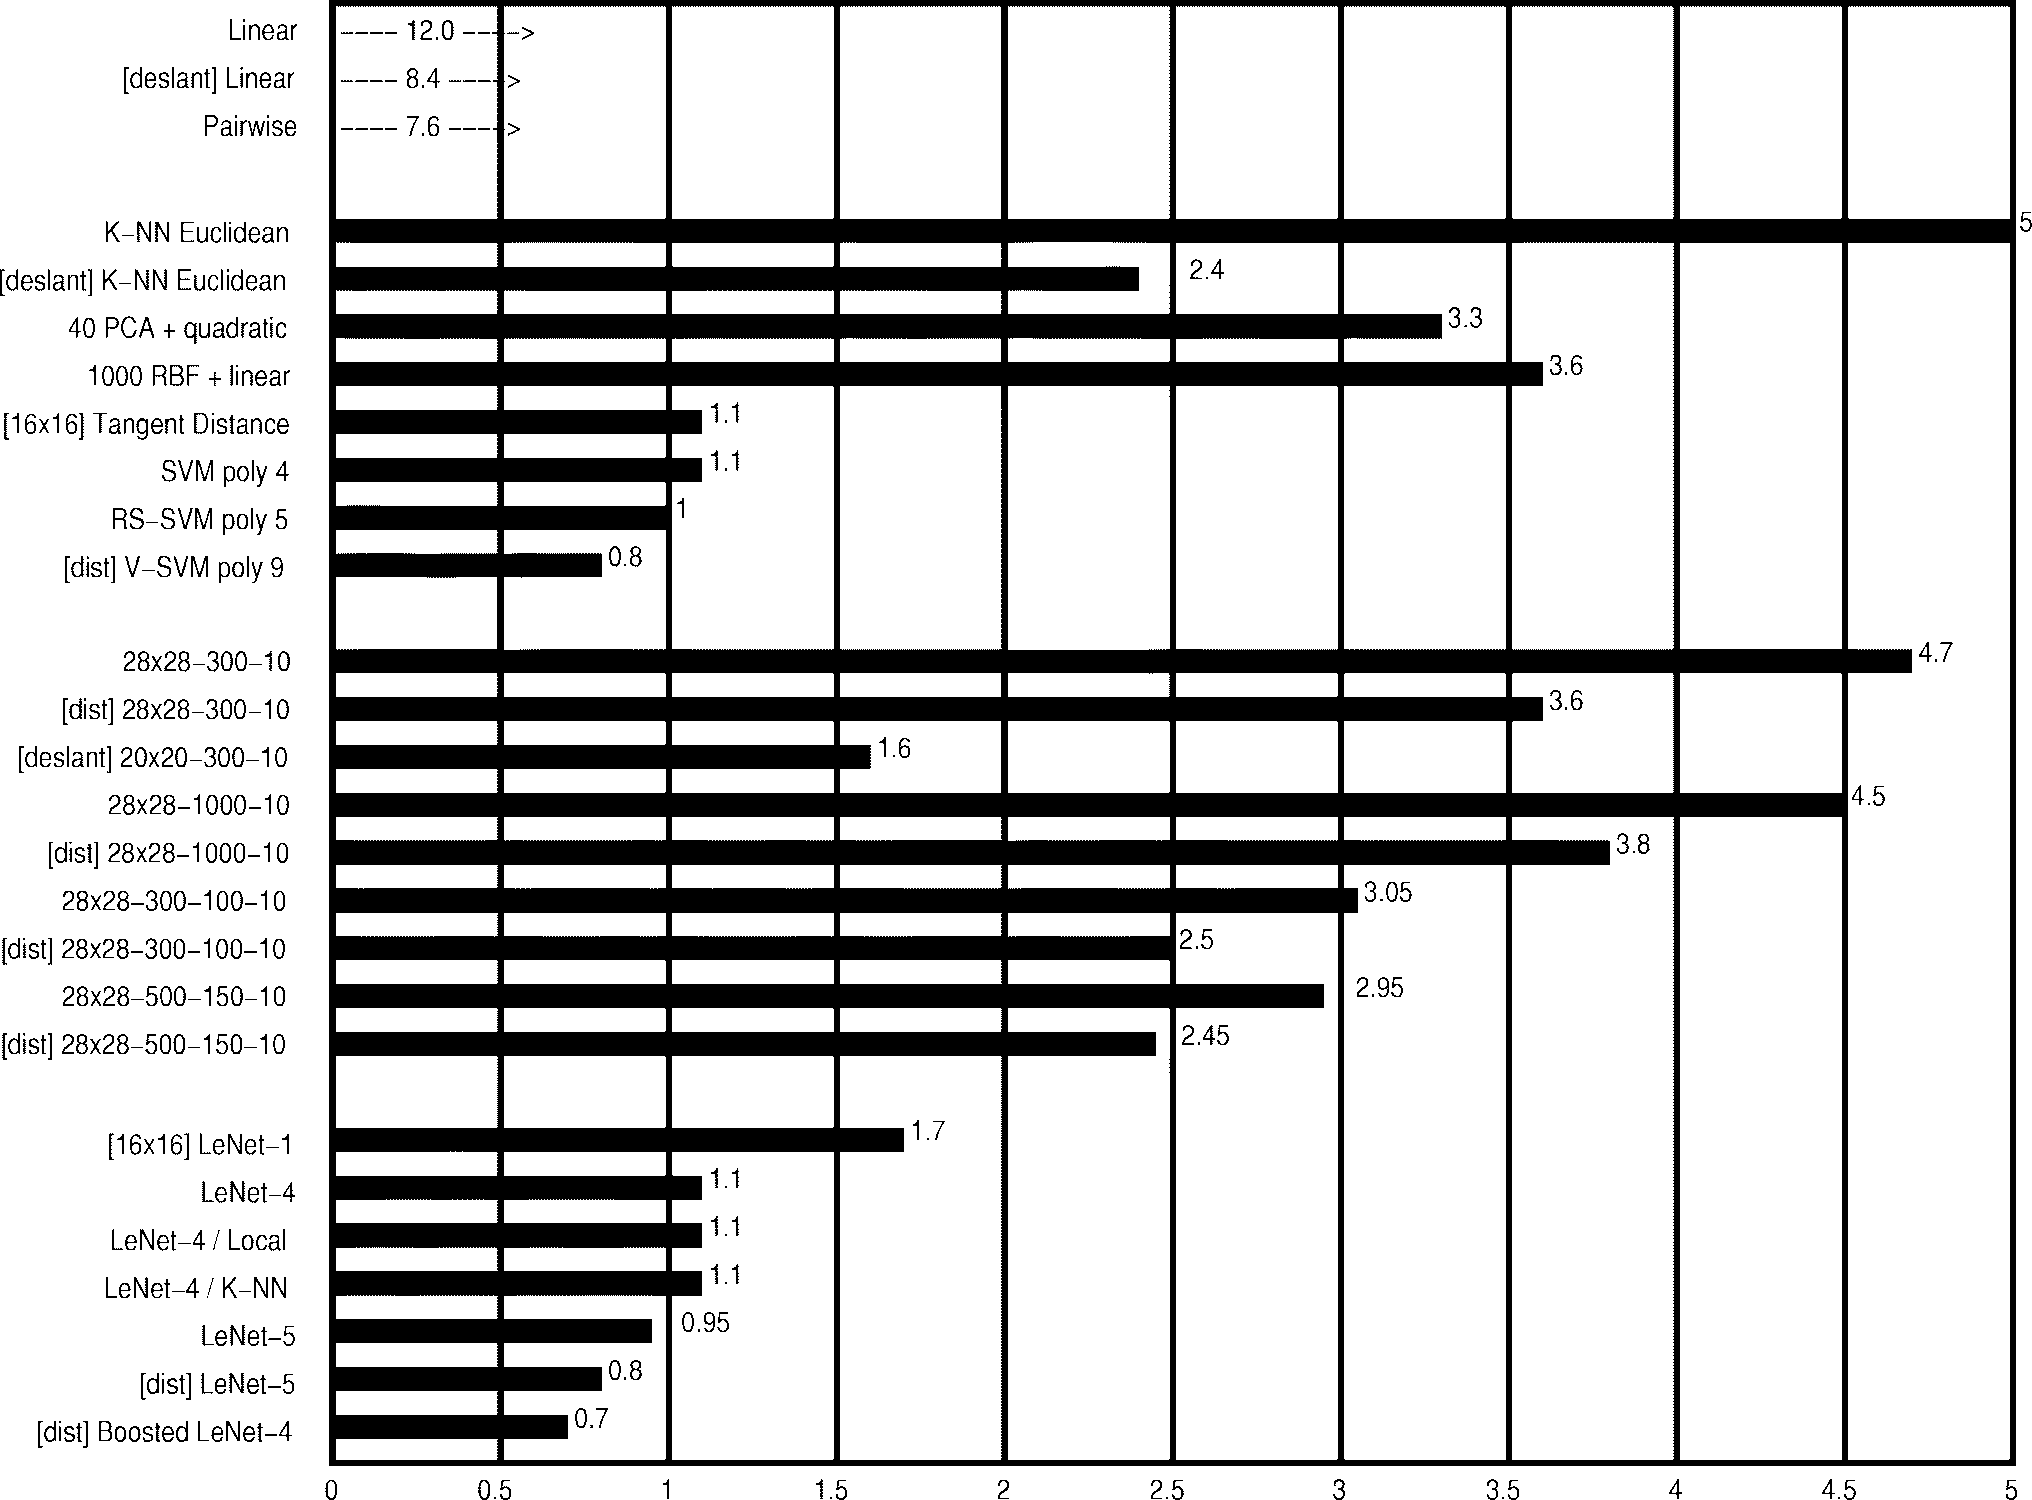 Linear ---- 12.0 ---->
[deslant] Linear ---- 8.4 ---->
Pairwise ---- 7.6 ---->
K-NN Euclidean 5
[deslant] K-NN Euclidean 2.4
40 PCA + quadratic 3.3
1000 RBF + linear 3.6
[16x16] Tangent Distance 1.1
SVM poly 4 1.1
RS-SVM poly 5 1
[dist] V-SVM poly 9 0.8
28x28-300-10 4.7
[dist] 28x28-300-10 3.6
[deslant] 20x20-300-10 1.6
28x28-1000-10 4.5
[dist] 28x28-1000-10 3.8
28x28-300-100-10 3.05
[dist] 28x28-300-100-10 2.5
28x28-500-150-10 2.95
[dist] 28x28-500-150-10 2.45
[16x16] LeNet-1 1.7
LeNet-4 1.1
LeNet-4 / Local 1.1
LeNet-4 / K-NN 1.1
LeNet-5 0.95
[dist] LeNet-5 0.8
[dist] Boosted LeNet-4 0.7
0 0.5 1 1.5 2 2.5 3 3.5 4 4.5 5